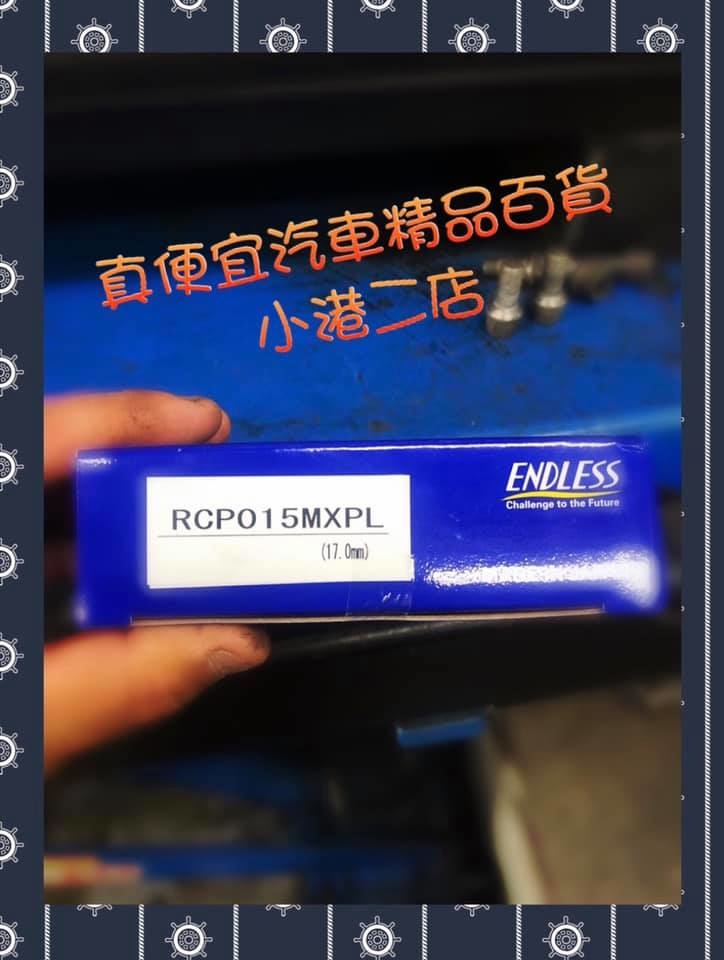 真便宜汽車精品百貨
小港二店
ENDLESS
Challenge to the Future
RCP015MXPL
(17.0mm)